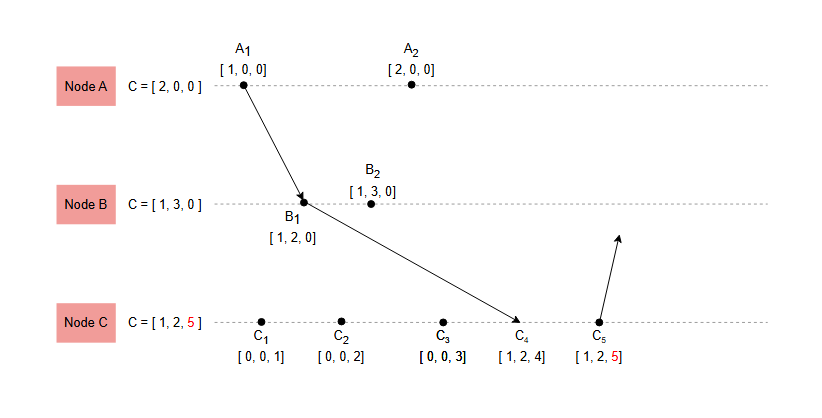 A1
A2
[ 1, 0, 0]
[ 2, 0, 0]
Node A
C = [ 2, 0, 0 ]
B2
[ 1, 3, 0]
Node B
C = [ 1, 3, 0 ]
B1
[ 1, 2, 0]
Node C
C = [ 1, 2, 5 ]
C1
C2
C3
C4
C5
[ 0, 0, 1]
[ 0, 0, 2]
[ 0, 0, 3]
[ 1, 2, 4]
[ 1, 2, 5]